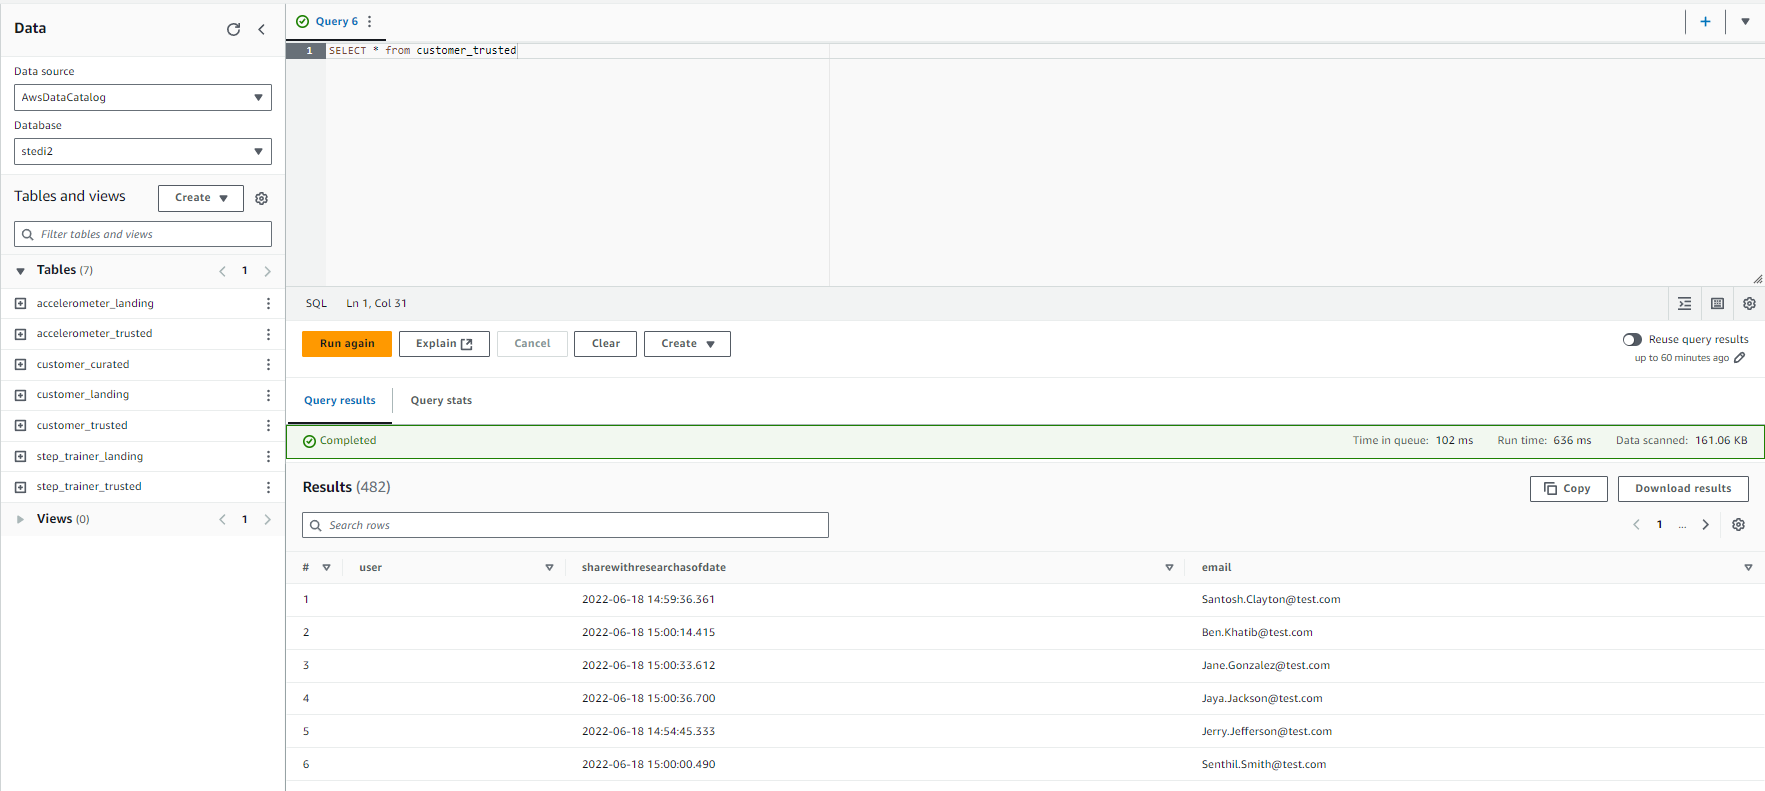 Data
Data source
AwsDataCatalog
Database
stedi2
Tables and views
Create
Filter tables and views
Tables (7)
1
accelerometer_landing
accelerometer_trusted
customer_curated
customer_landing
customer_trusted
step_trainer_landing
step_trainer_trusted
Views (0)
1
Query 6
1 SELECT * from customer_trusted
SQL Ln 1, Col 31
Run again Explain Cancel Clear Create
Reuse query results
up to 60 minutes ago
Query results Query stats
Completed Time in queue: 102 ms Run time: 636 ms Data scanned: 161.06 KB
Results (482) Copy Download results
Search rows 1 ...
# user sharewithresearchasofdate email
1 2022-06-18 14:59:36.361 Santosh.Clayton@test.com
2 2022-06-18 15:00:14.415 Ben.Khatib@test.com
3 2022-06-18 15:00:33.612 Jane.Gonzalez@test.com
4 2022-06-18 15:00:36.700 Jaya.Jackson@test.com
5 2022-06-18 14:54:45.333 Jerry.Jefferson@test.com
6 2022-06-18 15:00:00.490 Senthil.Smith@test.com